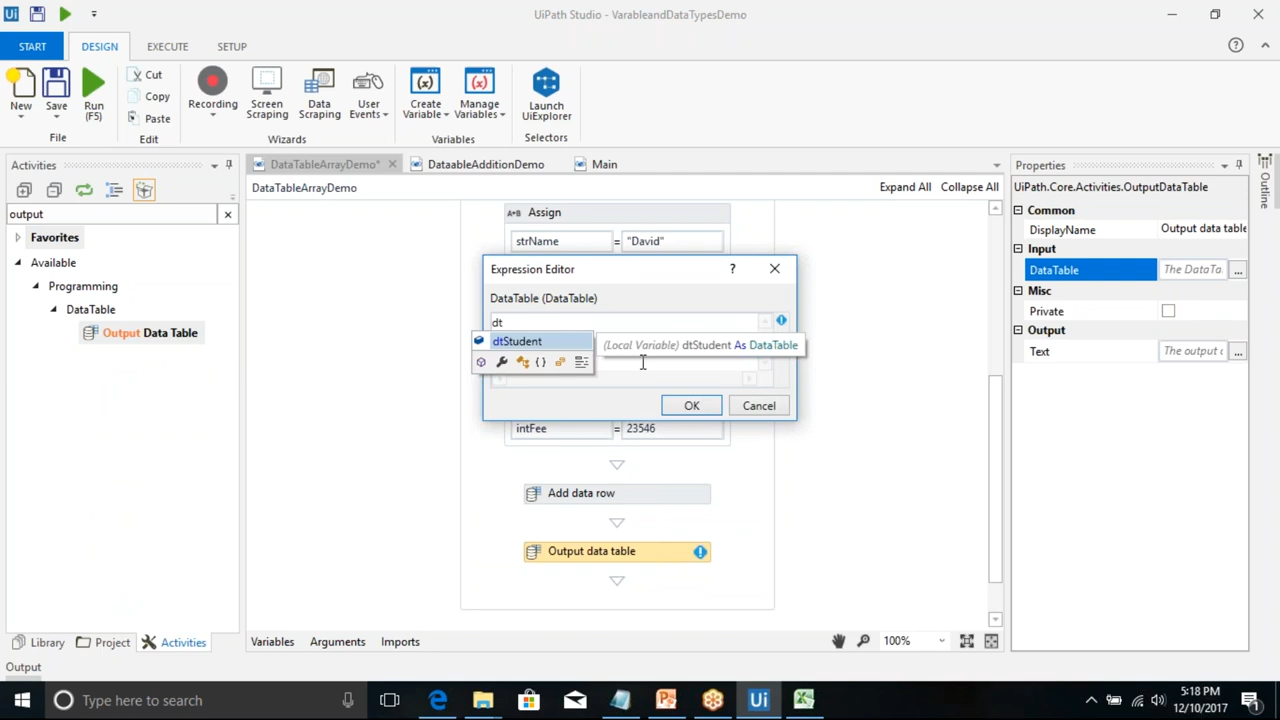 Ui
UiPath Studio - VarableandDataTypesDemo
START
DESIGN
EXECUTE
SETUP
New
Save
Run
(F5)
Cut
Copy
Paste
Recording
Screen
Scraping
Data
Scraping
User
Events
Create
Variable
Manage
Variables
Launch
UiExplorer
File
Edit
Wizards
Variables
Selectors
Activities
output
Favorites
Available
Programming
DataTable
Output Data Table
Library
Project
Activities
Output
DataTableArrayDemo*
DataableAdditionDemo
Main
DataTableArrayDemo
Expand All
Collapse All
A*B Assign
strName = "David"
Expression Editor
?
DataTable (DataTable)
dt
dtStudent
(Local Variable) dtStudent As DataTable
OK
Cancel
intFee = 23546
Add data row
Output data table
Variables
Arguments
Imports
100%
Properties
UiPath.Core.Activities.OutputDataTable
Common
DisplayName Output data table
Input
DataTable The DataTa ...
Misc
Private
Output
Text The output ...
Outline
Type here to search
Ui
5:18 PM
12/10/2017
1